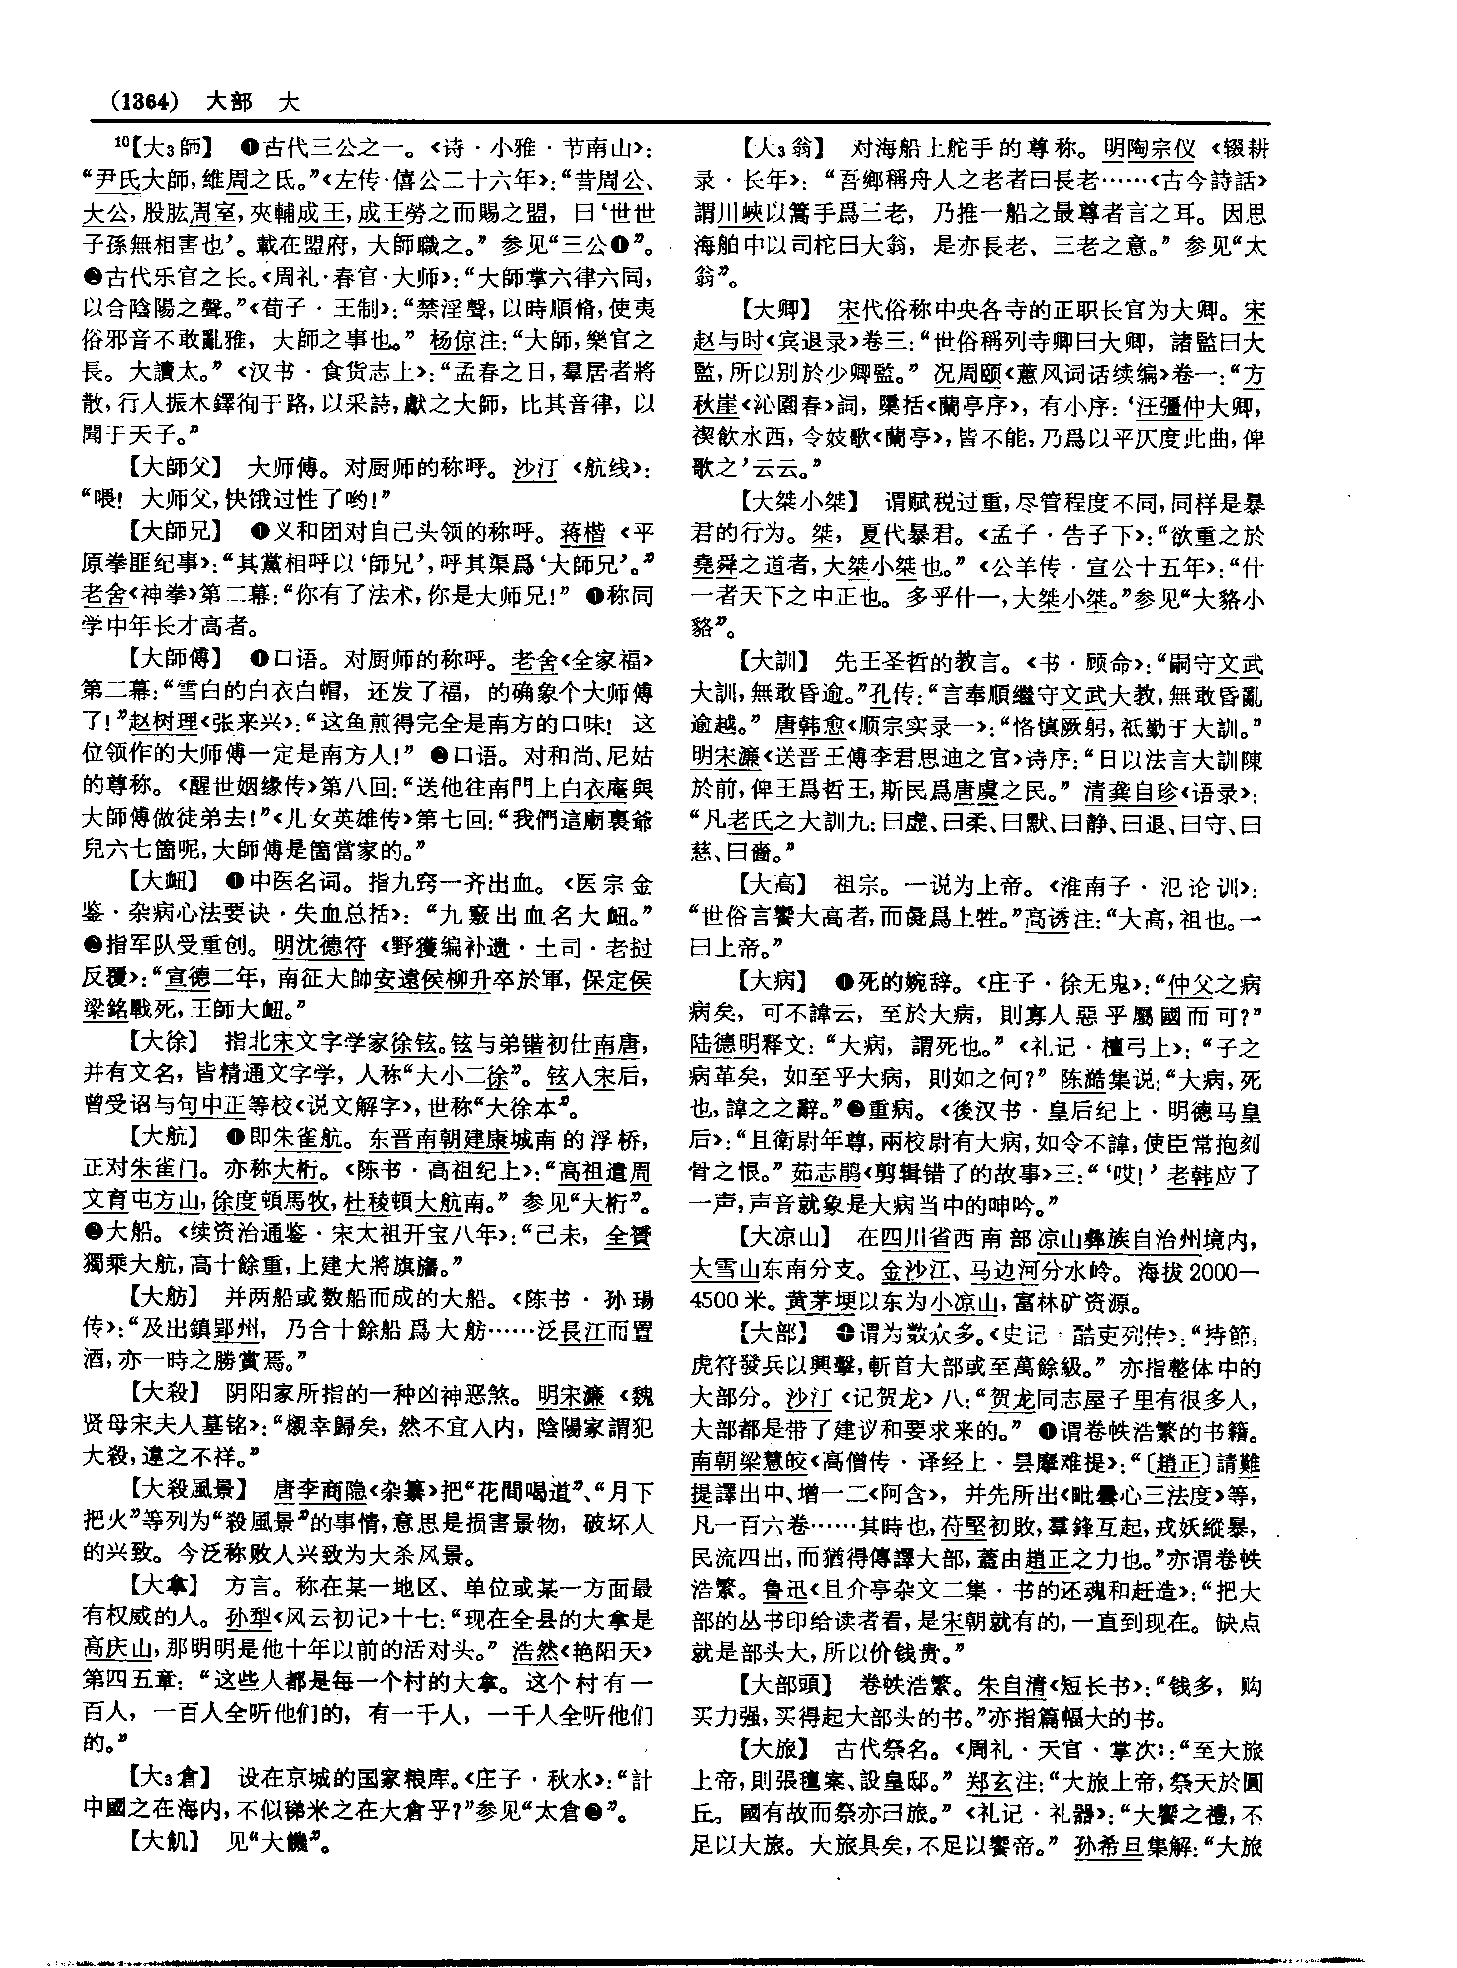 (1364) 大部 大
¹⁰【大₃師】 ❶古代三公之一。《诗·小雅·节南山》：
“尹氏大師，維周之氐。”《左传·僖公二十六年》：“昔周公、
大公，股肱周室，夾輔成王，成王勞之而賜之盟，曰‘世世
子孫無相害也’。載在盟府，大師職之。”参见“三公❶”。
❷古代乐官之长。《周礼·春官·大师》：“大師掌六律六同，
以合陰陽之聲。”《荀子·王制》：“禁淫聲，以時順脩，使夷
俗邪音不敢亂雅，大師之事也。”杨倞注：“大師，樂官之
長。大讀太。”《汉书·食货志上》：“孟春之日，羣居者將
散，行人振木鐸徇于路，以采詩，獻之大師，比其音律，以
聞于天子。”
【大師父】 大师傅。对厨师的称呼。沙汀《航线》：
“喂！大师父，快饿过性了哟！”
【大師兄】 ❶义和团对自己头领的称呼。蒋楷《平
原拳匪纪事》：“其黨相呼以‘師兄’，呼其渠爲‘大師兄’。”
老舍《神拳》第二幕：“你有了法术，你是大师兄！” ❶称同
学中年长才高者。
【大師傅】 ❶口语。对厨师的称呼。老舍《全家福》
第二幕：“雪白的白衣白帽，还发了福，的确象个大师傅
了！”赵树理《张来兴》：“这鱼煎得完全是南方的口味！这
位领作的大师傅一定是南方人！” ❷口语。对和尚、尼姑
的尊称。《醒世姻缘传》第八回：“送他往南門上白衣庵與
大師傅做徒弟去！”《儿女英雄传》第七回：“我們這廟裏爺
兒六七箇呢，大師傅是箇當家的。”
【大衄】 ❶中医名词。指九窍一齐出血。《医宗金
鉴·杂病心法要诀·失血总括》：“九竅出血名大衄。”
❷指军队受重创。明沈德符《野獲编补遗·土司·老挝
反覆》：“宣德二年，南征大帥安遠侯柳升卒於軍，保定侯
梁銘戰死，王師大衄。”
【大徐】 指北宋文字学家徐铉。铉与弟锴初仕南唐，
并有文名，皆精通文字学，人称“大小二徐”。铉入宋后，
曾受诏与句中正等校《说文解字》，世称“大徐本”。
【大航】 ❶即朱雀航。东晋南朝建康城南的浮桥，
正对朱雀门。亦称大桁。《陈书·高祖纪上》：“高祖遣周
文育屯方山，徐度頓馬牧，杜稜頓大航南。”参见“大桁”。
❷大船。《续资治通鉴·宋太祖开宝八年》：“己未，全贇
獨乘大航，高十餘重，上建大將旗旛。”
【大舫】 并两船或数船而成的大船。《陈书·孙瑒
传》：“及出鎮郢州，乃合十餘船爲大舫……泛長江而置
酒，亦一時之勝賞焉。”
【大殺】 阴阳家所指的一种凶神恶煞。明宋濂《魏
贤母宋夫人墓铭》：“櫬幸歸矣，然不宜入内，陰陽家謂犯
大殺，違之不祥。”
【大殺風景】 唐李商隐《杂纂》把“花間喝道”、“月下
把火”等列为“殺風景”的事情，意思是损害景物，破坏人
的兴致。今泛称败人兴致为大杀风景。
【大拿】 方言。称在某一地区、单位或某一方面最
有权威的人。孙犁《风云初记》十七：“现在全县的大拿是
高庆山，那明明是他十年以前的活对头。”浩然《艳阳天》
第四五章：“这些人都是每一个村的大拿。这个村有一
百人，一百人全听他们的，有一千人，一千人全听他们
的。”
【大₃倉】 设在京城的国家粮库。《庄子·秋水》：“計
中國之在海内，不似稊米之在大倉乎？”参见“太倉❷”。
【大飢】 见“大饑”。
【大₃翁】 对海船上舵手的尊称。明陶宗仪《辍耕
录·长年》：“吾鄉稱舟人之老者曰長老……《古今詩話》
謂川峽以篙手爲三老，乃推一船之最尊者言之耳。因思
海舶中以司柁曰大翁，是亦長老、三老之意。”参见“太
翁”。
【大卿】 宋代俗称中央各寺的正职长官为大卿。宋
赵与时《宾退录》卷三：“世俗稱列寺卿曰大卿，諸監曰大
監，所以别於少卿監。”况周颐《蕙风词话续编》卷一：“方
秋崖《沁園春》詞，櫽括《蘭亭序》，有小序：‘汪彊仲大卿，
禊飲水西，令妓歌《蘭亭》，皆不能，乃爲以平仄度此曲，俾
歌之’云云。”
【大桀小桀】 谓赋税过重，尽管程度不同，同样是暴
君的行为。桀，夏代暴君。《孟子·告子下》：“欲重之於
堯舜之道者，大桀小桀也。”《公羊传·宣公十五年》：“什
一者天下之中正也。多乎什一，大桀小桀。”参见“大貉小
貉”。
【大訓】 先王圣哲的教言。《书·顾命》：“嗣守文武
大訓，無敢昏逾。”孔传：“言奉順繼守文武大教，無敢昏亂
逾越。”唐韩愈《顺宗实录一》：“恪慎厥躬，祇勤于大訓。”
明宋濂《送晋王傅李君思迪之官》诗序：“日以法言大訓陳
於前，俾王爲哲王，斯民爲唐虞之民。”清龚自珍《语录》：
“凡老氏之大訓九：曰虚、曰柔、曰默、曰静、曰退、曰守、曰
慈、曰嗇。”
【大高】 祖宗。一说为上帝。《淮南子·氾论训》：
“世俗言饗大高者，而彘爲上牲。”高诱注：“大高，祖也。一
曰上帝。”
【大病】 ❶死的婉辞。《庄子·徐无鬼》：“仲父之病
病矣，可不諱云，至於大病，則寡人惡乎屬國而可？”
陆德明释文：“大病，謂死也。”《礼记·檀弓上》：“子之
病革矣，如至乎大病，則如之何？”陈澔集说：“大病，死
也，諱之之辭。”❷重病。《後汉书·皇后纪上·明德马皇
后》：“且衛尉年尊，兩校尉有大病，如令不諱，使臣常抱刻
骨之恨。”茹志鹃《剪辑错了的故事》三：“‘哎！’老韩应了
一声，声音就象是大病当中的呻吟。”
【大凉山】 在四川省西南部凉山彝族自治州境内，
大雪山东南分支。金沙江、马边河分水岭。海拔2000—
4500米。黄茅埂以东为小凉山，富林矿资源。
【大部】 ❶谓为数众多。《史记·酷吏列传》：“持節，
虎符發兵以興擊，斬首大部或至萬餘級。”亦指整体中的
大部分。沙汀《记贺龙》八：“贺龙同志屋子里有很多人，
大部都是带了建议和要求来的。” ❶谓卷帙浩繁的书籍。
南朝梁慧皎《高僧传·译经上·昙摩难提》：“〔趙正〕請難
提譯出中、增一二《阿含》，并先所出《毗曇心三法度》等，
凡一百六卷……其時也，苻堅初敗，羣鋒互起，戎妖縱暴，
民流四出，而猶得傳譯大部，蓋由趙正之力也。”亦谓卷帙
浩繁。鲁迅《且介亭杂文二集·书的还魂和赶造》：“把大
部的丛书印给读者看，是宋朝就有的，一直到现在。缺点
就是部头大，所以价钱贵。”
【大部頭】 卷帙浩繁。朱自清《短长书》：“钱多，购
买力强，买得起大部头的书。”亦指篇幅大的书。
【大旅】 古代祭名。《周礼·天官·掌次》：“至大旅
上帝，則張氊案、設皇邸。”郑玄注：“大旅上帝，祭天於圜
丘。國有故而祭亦曰旅。”《礼记·礼器》：“大饗之禮，不
足以大旅。大旅具矣，不足以饗帝。”孙希旦集解：“大旅